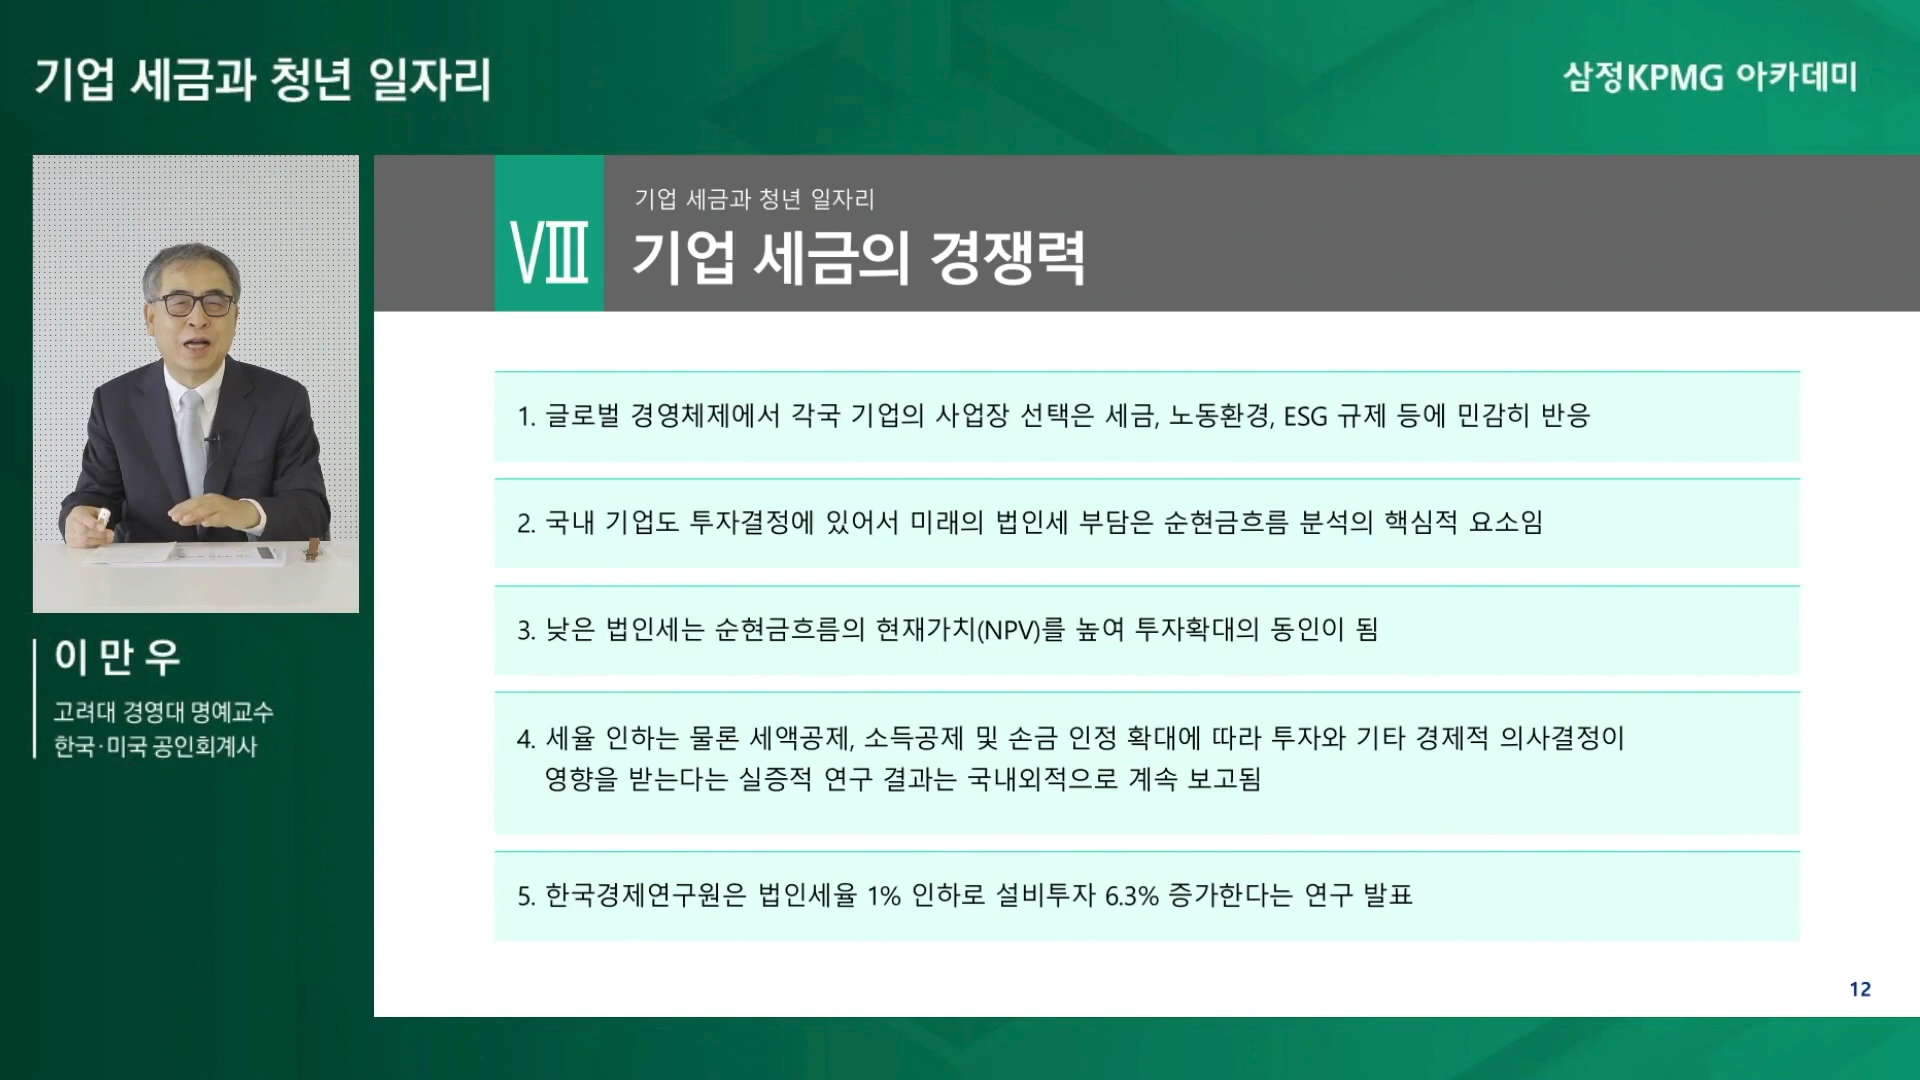 기업 세금과 청년 일자리
삼정KPMG 아카데미
기업 세금과 청년 일자리
Ⅷ 기업 세금의 경쟁력
1. 글로벌 경영체제에서 각국 기업의 사업장 선택은 세금, 노동환경, ESG 규제 등에 민감히 반응
2. 국내 기업도 투자결정에 있어서 미래의 법인세 부담은 순현금흐름 분석의 핵심적 요소임
3. 낮은 법인세는 순현금흐름의 현재가치(NPV)를 높여 투자확대의 동인이 됨
4. 세율 인하는 물론 세액공제, 소득공제 및 손금 인정 확대에 따라 투자와 기타 경제적 의사결정이
영향을 받는다는 실증적 연구 결과는 국내외적으로 계속 보고됨
5. 한국경제연구원은 법인세율 1% 인하로 설비투자 6.3% 증가한다는 연구 발표
이 만 우
고려대 경영대 명예교수
한국·미국 공인회계사
12